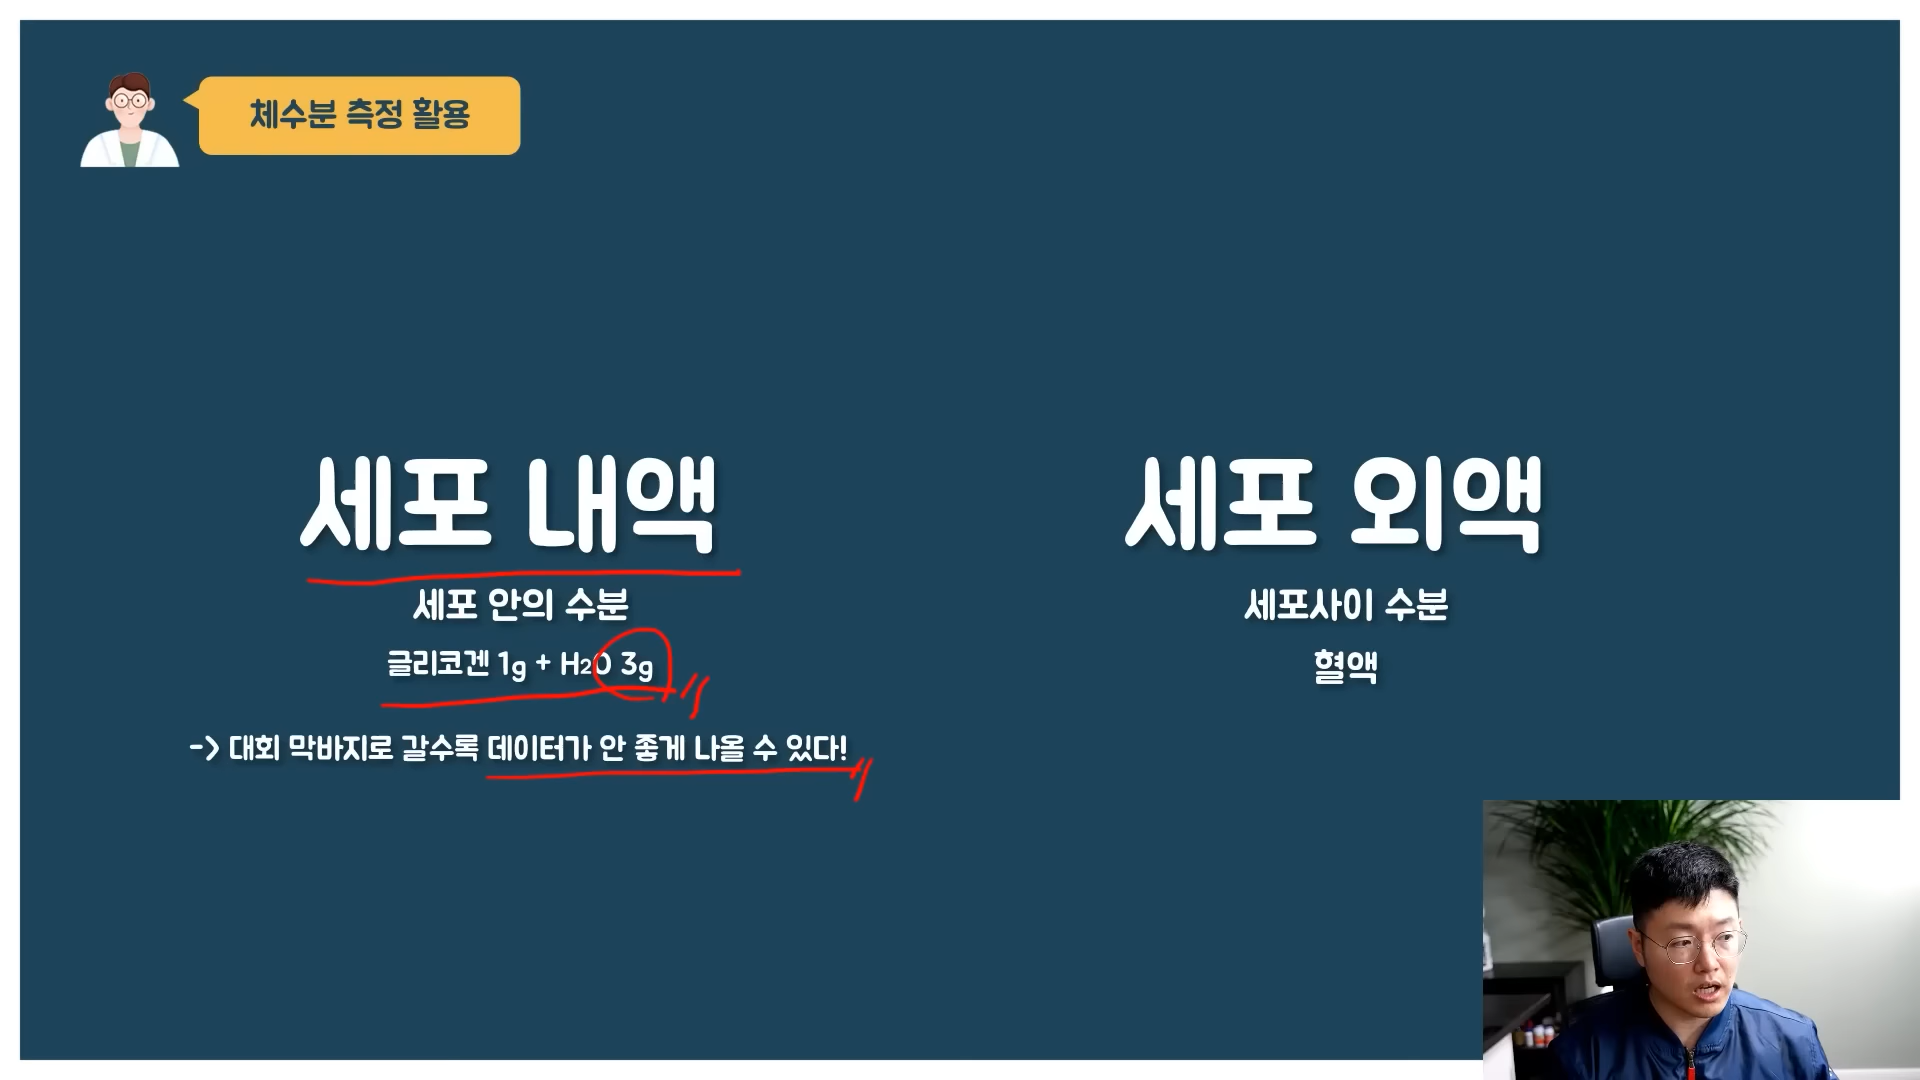 체수분 측정 활용
세포 내액
세포 안의 수분
글리코겐 1g + H2O 3g
-> 대회 막바지로 갈수록 데이터가 안 좋게 나올 수 있다!
세포 외액
세포사이 수분
혈액